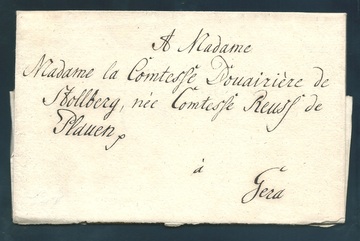 A Madame
Madame la Comtesse Douairière de
Stollberg, née Comtesse Reuss de
Plauen
à
Gera